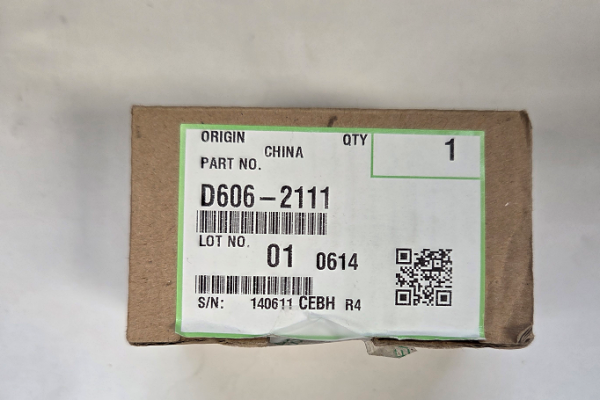 ORIGIN CHINA QTY 1
PART NO.
D606-2111
LOT NO. 01 0614
S/N: 140611 CEBH R4